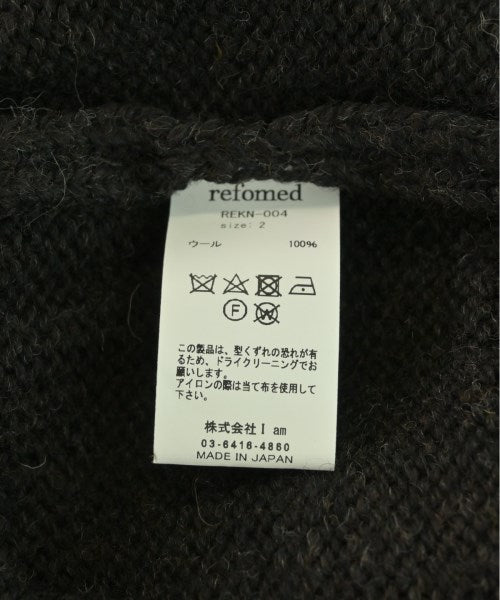 refomed
REKN-004
size: 2
ウール 100%
F W
この製品は、型くずれの恐れが有
るため、ドライクリーニングでお
願いします。
アイロンの際は当て布を使用して
下さい。
株式会社I am
03-6416-4860
MADE IN JAPAN